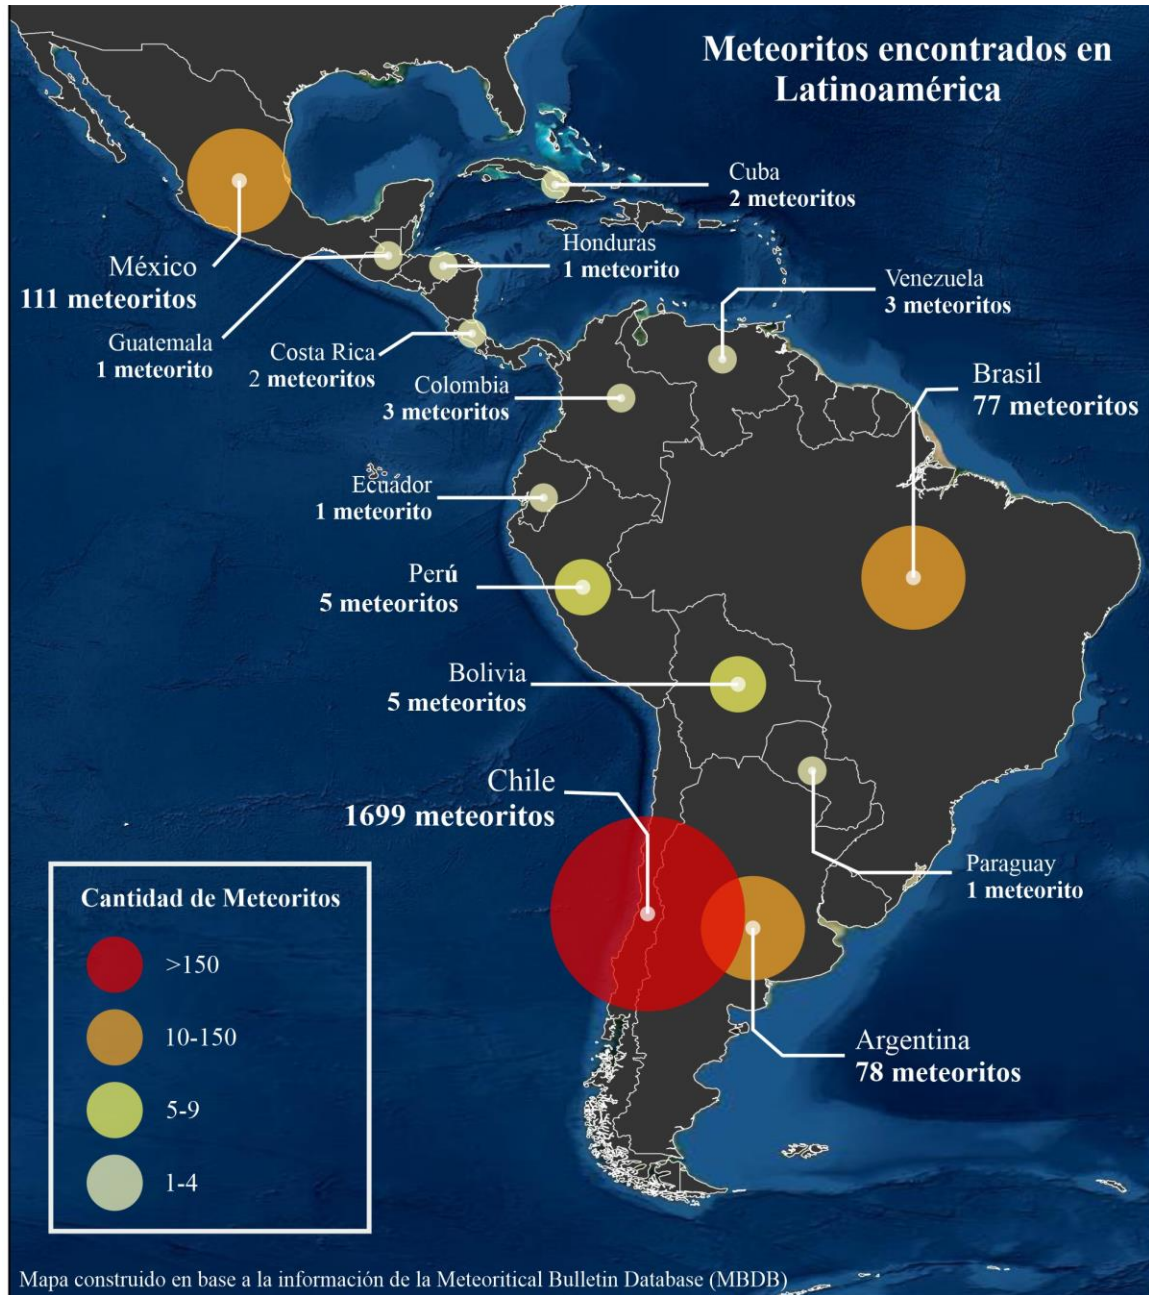 Meteoritos encontrados en
Latinoamérica
Cuba
2 meteoritos
Honduras
1 meteorito
México
111 meteoritos
Venezuela
3 meteoritos
Guatemala
1 meteorito
Costa Rica
2 meteoritos
Colombia
3 meteoritos
Brasil
77 meteoritos
Ecuador
1 meteorito
Perú
5 meteoritos
Bolivia
5 meteoritos
Chile
1699 meteoritos
Paraguay
1 meteorito
Argentina
78 meteoritos
Cantidad de Meteoritos
>150
10-150
5-9
1-4
Mapa construido en base a la información de la Meteoritical Bulletin Database (MBDB)